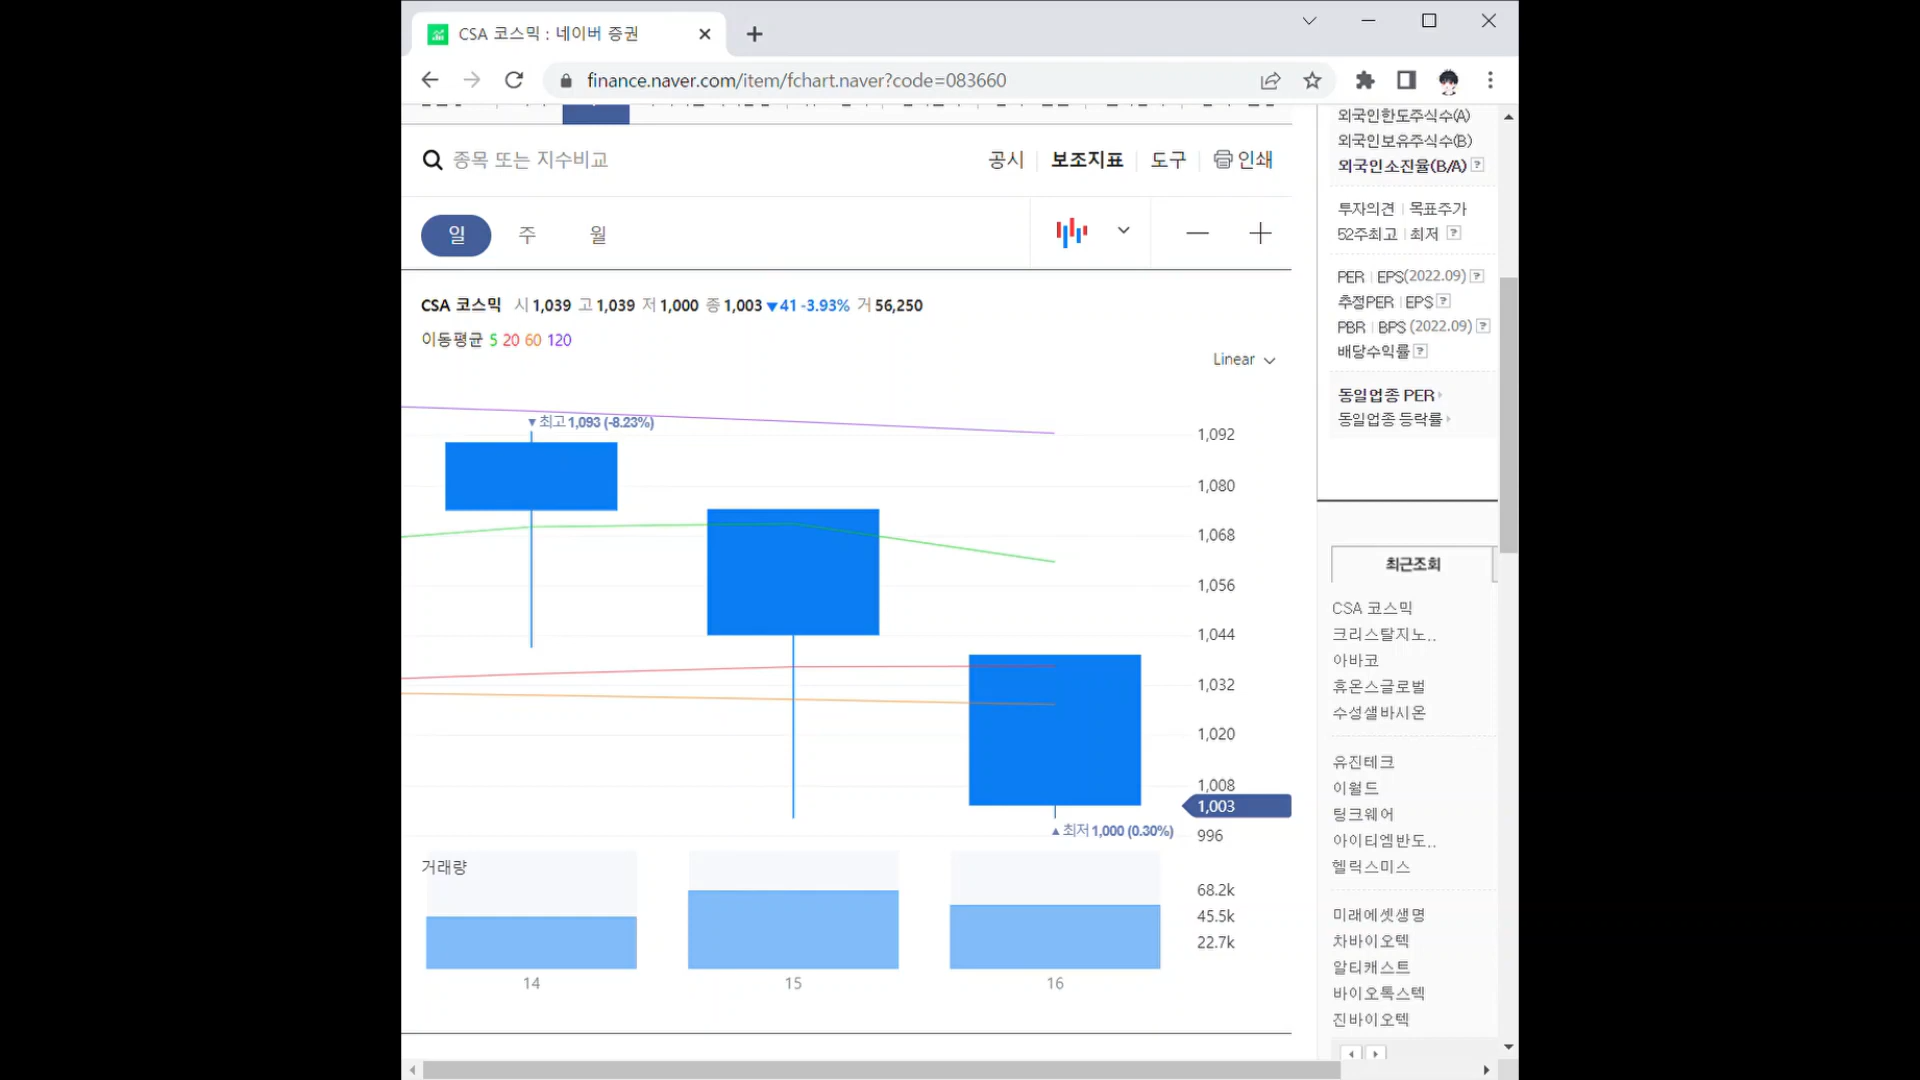 CSA 코스믹 : 네이버 증권
finance.naver.com/item/fchart.naver?code=083660
종목 또는 지수비교
공시 보조지표 도구 인쇄
일 주 월
CSA 코스믹 시 1,039 고 1,039 저 1,000 종 1,003 ▼41 -3.93% 거 56,250
이동평균 5 20 60 120
Linear
▼최고 1,093 (-8.23%)
1,092
1,080
1,068
1,056
1,044
1,032
1,020
1,008
1,003
▲최저 1,000 (0.30%)
996
거래량
68.2k
45.5k
22.7k
14 15 16
외국인한도주식수(A)
외국인보유주식수(B)
외국인소진율(B/A) ?
투자의견 | 목표주가
52주최고 | 최저 ?
PER | EPS(2022.09) ?
추정PER | EPS ?
PBR | BPS (2022.09) ?
배당수익률 ?
동일업종 PER
동일업종 등락률
최근조회
CSA 코스믹
크리스탈지노..
아바코
휴온스글로벌
수성샐바시온
유진테크
이월드
팅크웨어
아이티엠반도..
헬릭스미스
미래에셋생명
차바이오텍
알티캐스트
바이오톡스텍
진바이오텍